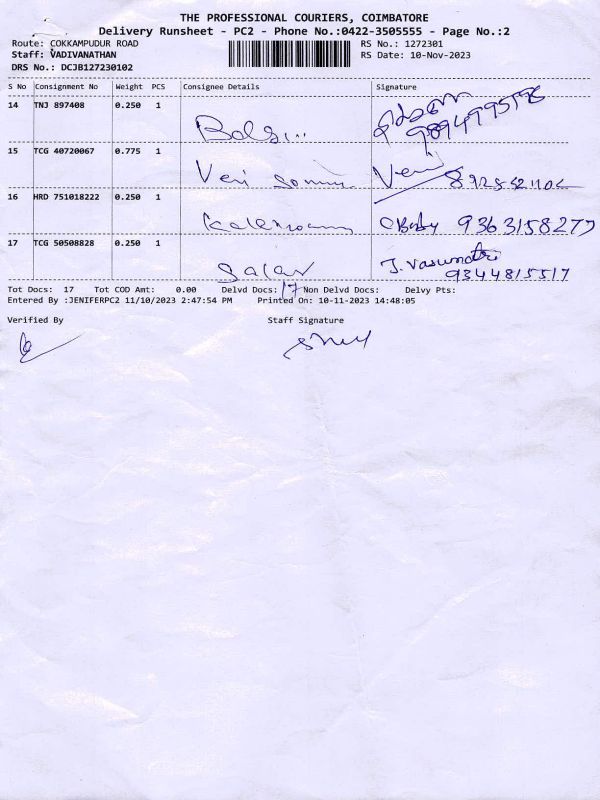 THE PROFESSIONAL COURIERS, COIMBATORE
Delivery Runsheet - PC2 - Phone No.:0422-3505555 - Page No.:2
Route: COKKAMPUDUR ROAD RS No.: 1272301
Staff: VADIVANATHAN RS Date: 10-Nov-2023
DRS No.: DCJB127230102
S No Consignment No Weight PCS Consignee Details Signature
14 TNJ 897408 0.250 1
15 TCG 40720067 0.775 1 Veni
16 HRD 751018222 0.250 1 Baby 9363158277
17 TCG 50508828 0.250 1 J. Vasumathi
9344815517
Tot Docs: 17 Tot COD Amt: 0.00 Delvd Docs: 17 Non Delvd Docs: Delvy Pts:
Entered By :JENIFERPC2 11/10/2023 2:47:54 PM Printed On: 10-11-2023 14:48:05
Verified By Staff Signature